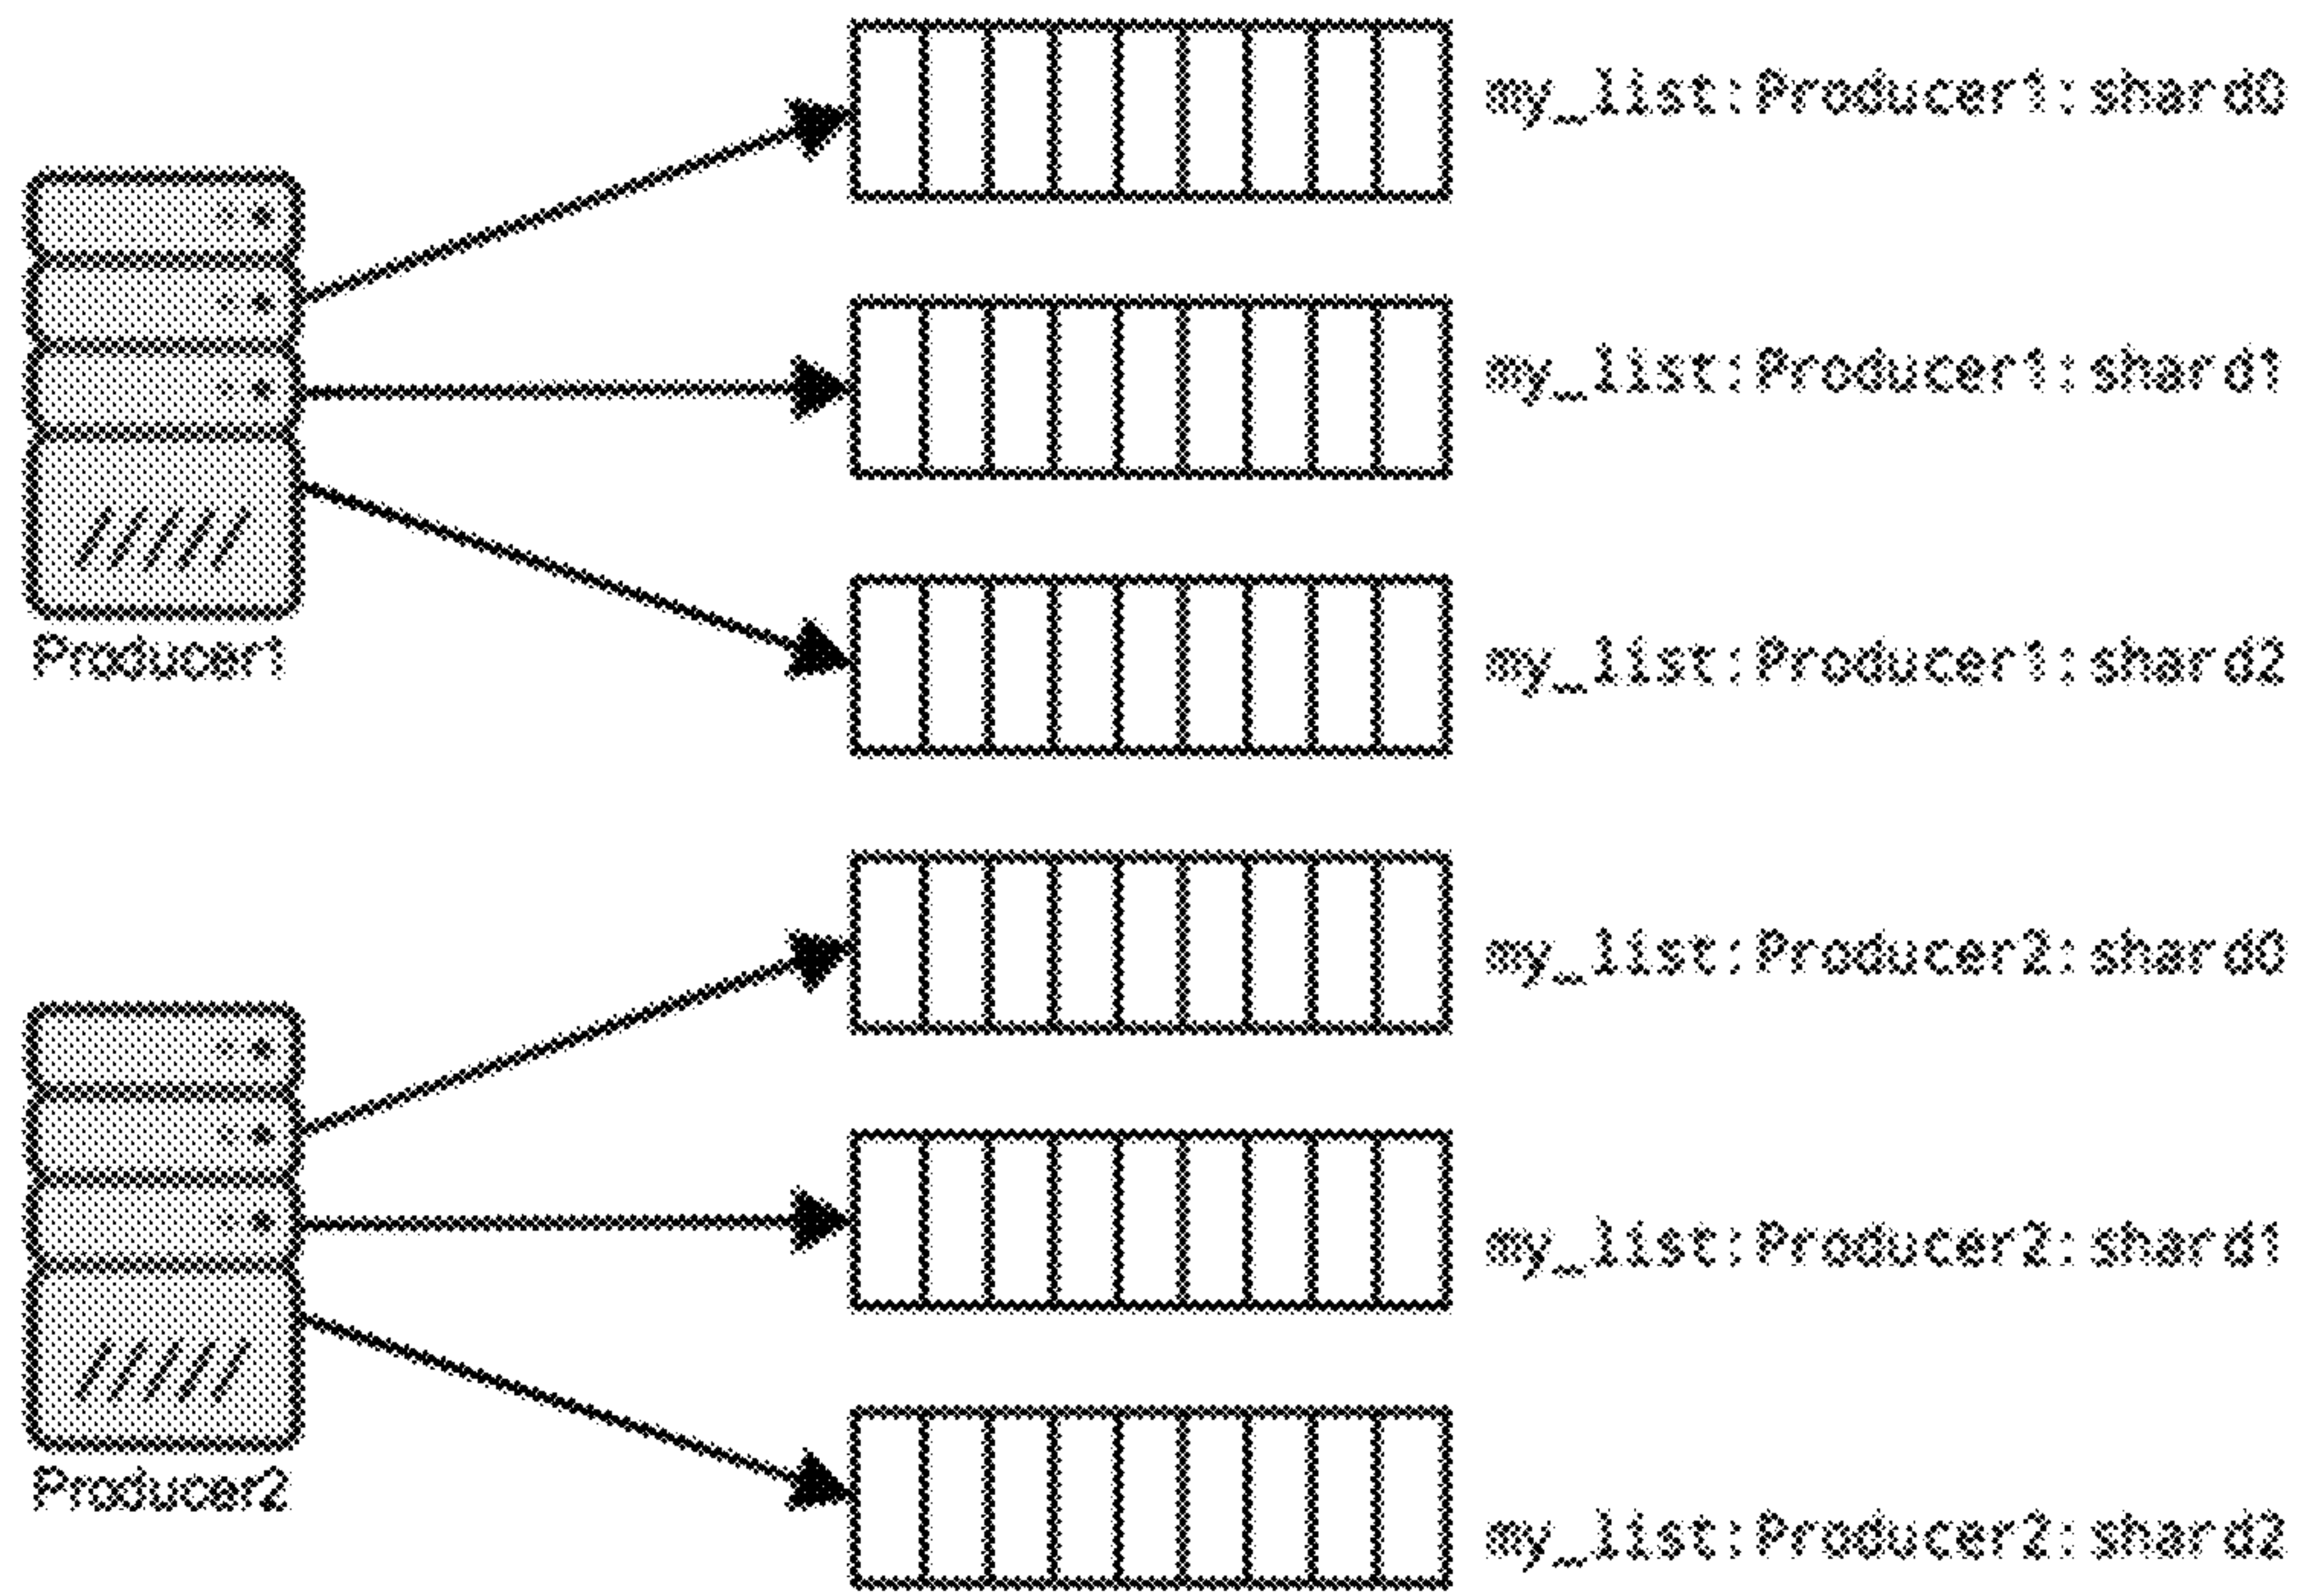 my_list:Producer1:shard0
my_list:Producer1:shard1
Producer1
my_list:Producer1:shard2
my_list:Producer2:shard0
my_list:Producer2:shard1
Producer2
my_list:Producer2:shard2